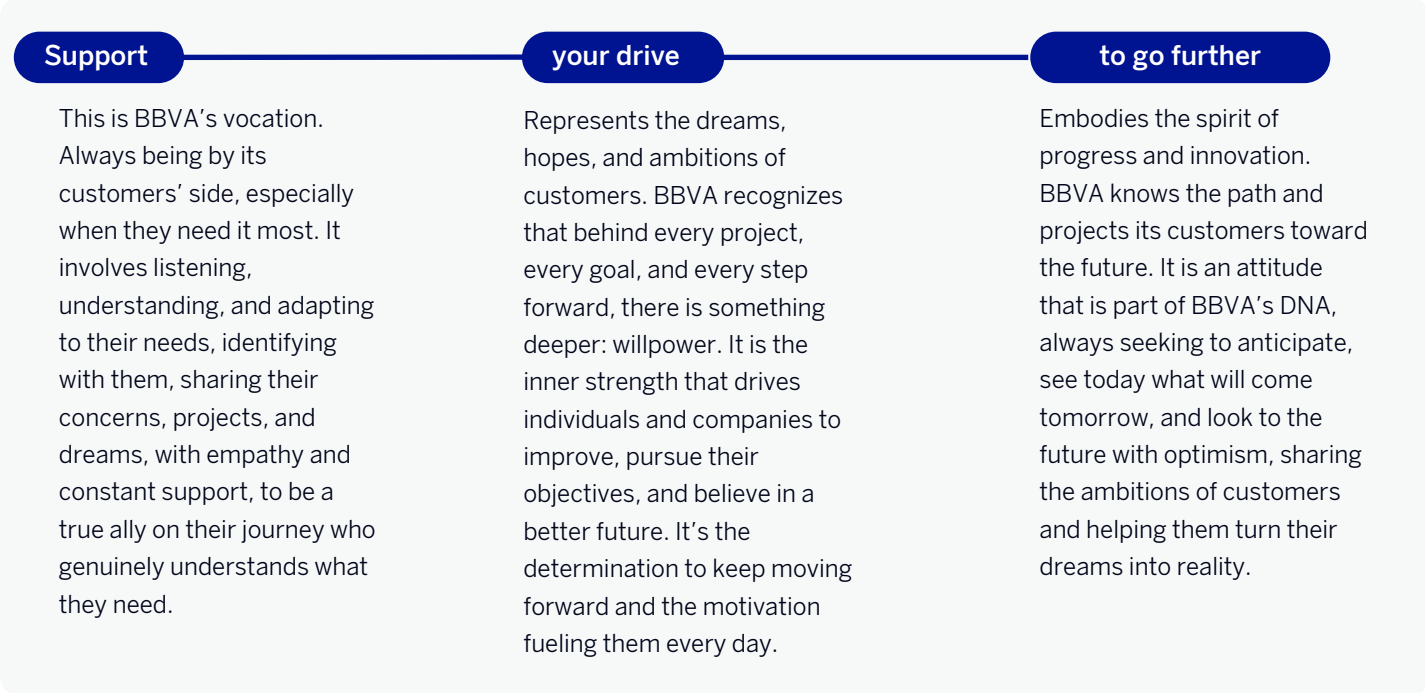 Support
This is BBVA’s vocation.
Always being by its
customers’ side, especially
when they need it most. It
involves listening,
understanding, and adapting
to their needs, identifying
with them, sharing their
concerns, projects, and
dreams, with empathy and
constant support, to be a
true ally on their journey who
genuinely understands what
they need.
your drive
Represents the dreams,
hopes, and ambitions of
customers. BBVA recognizes
that behind every project,
every goal, and every step
forward, there is something
deeper: willpower. It is the
inner strength that drives
individuals and companies to
improve, pursue their
objectives, and believe in a
better future. It’s the
determination to keep moving
forward and the motivation
fueling them every day.
to go further
Embodies the spirit of
progress and innovation.
BBVA knows the path and
projects its customers toward
the future. It is an attitude
that is part of BBVA’s DNA,
always seeking to anticipate,
see today what will come
tomorrow, and look to the
future with optimism, sharing
the ambitions of customers
and helping them turn their
dreams into reality.